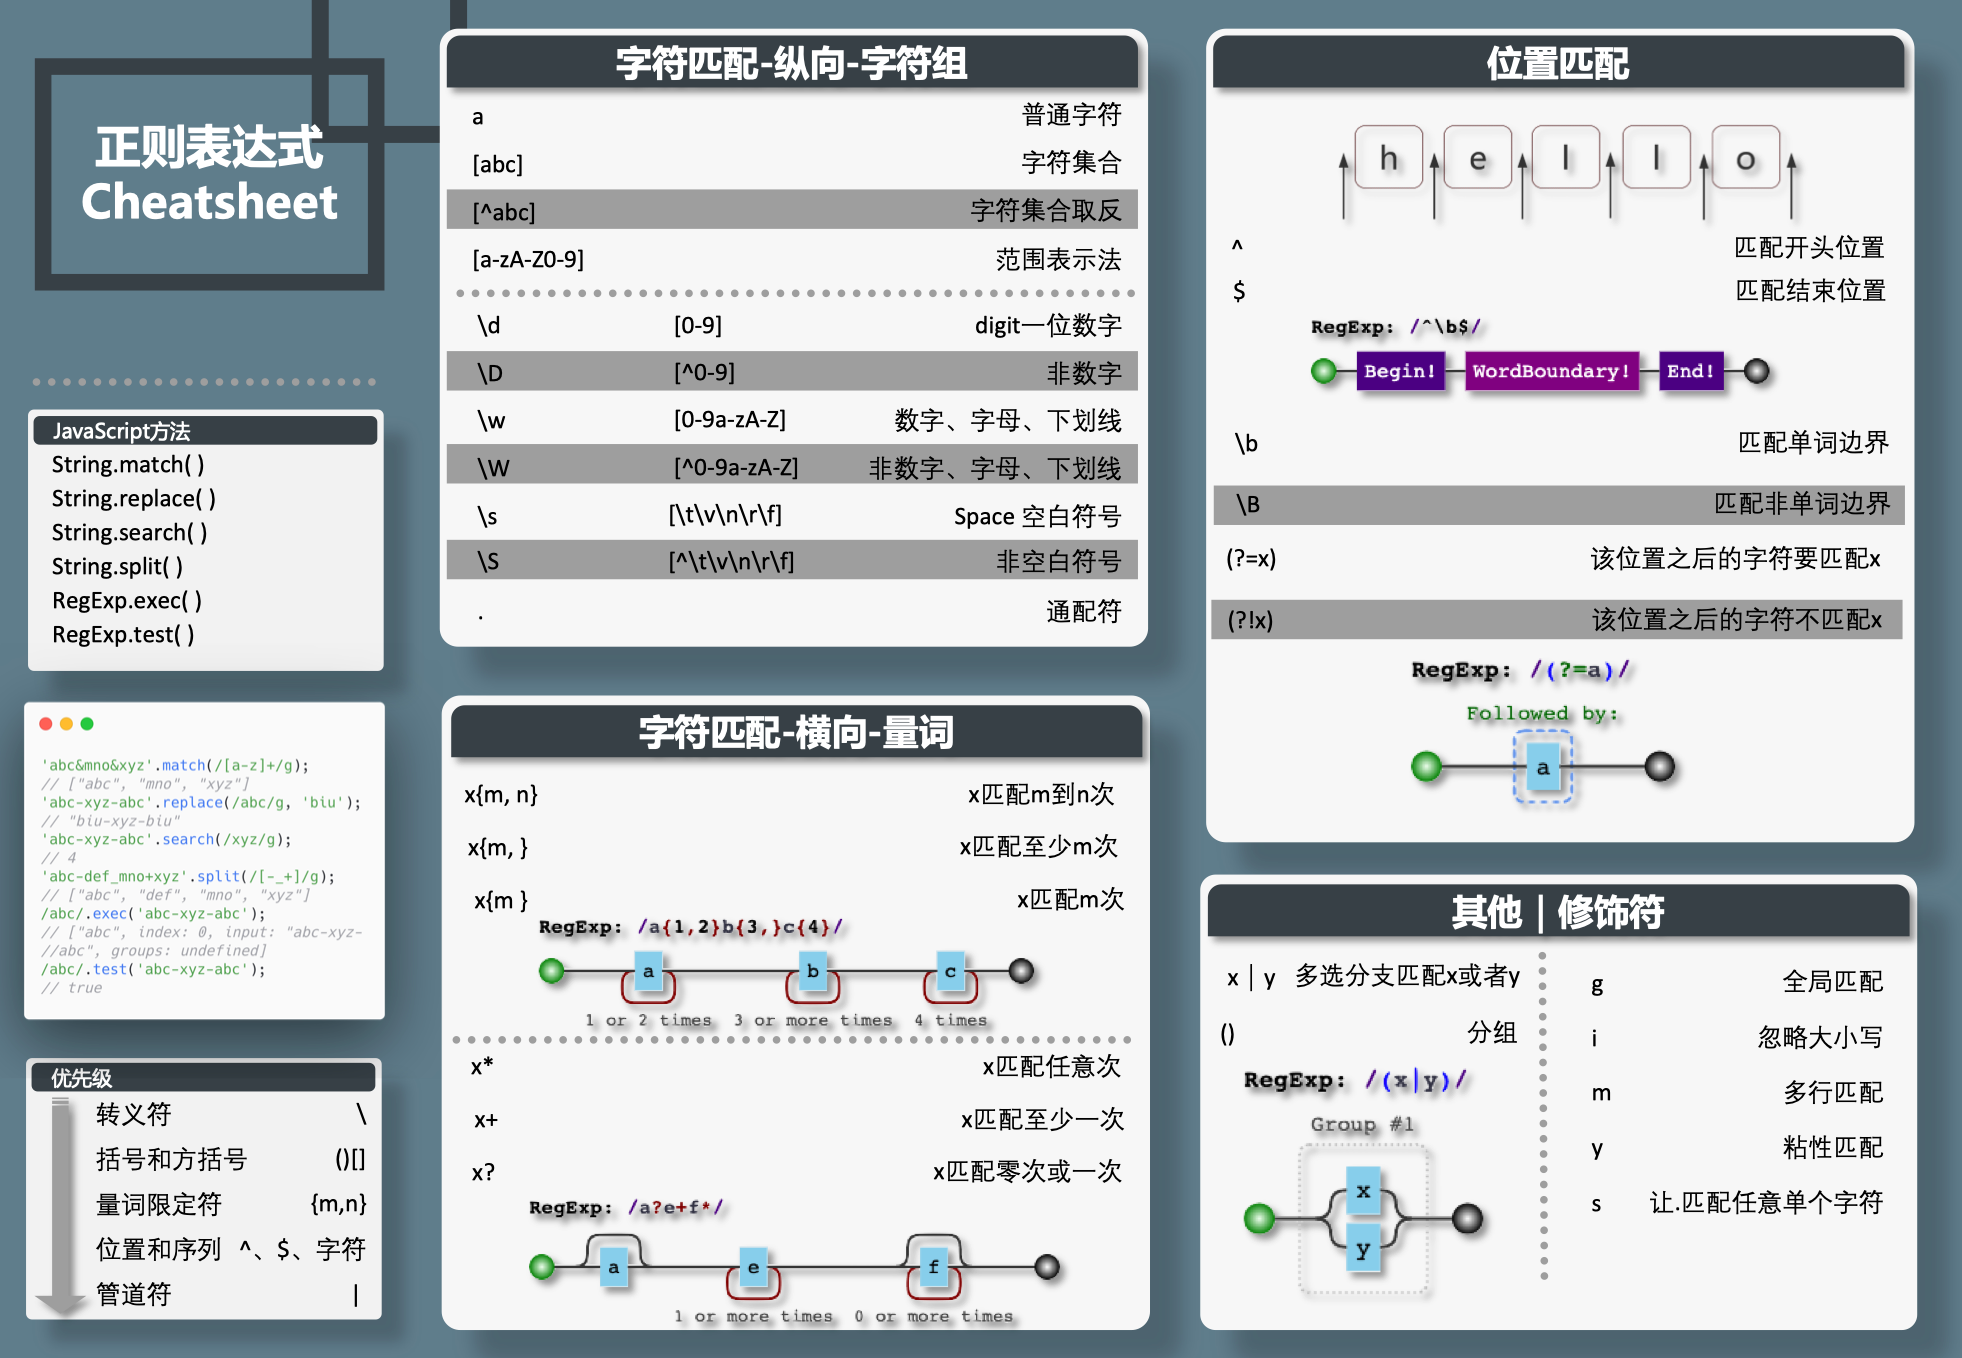 正则表达式
Cheatsheet
JavaScript方法
String.match( )
String.replace( )
String.search( )
String.split( )
RegExp.exec( )
RegExp.test( )
'abc&mno&xyz'.match(/[a-z]+/g);
// ["abc", "mno", "xyz"]
'abc-xyz-abc'.replace(/abc/g, 'biu');
// "biu-xyz-biu"
'abc-xyz-abc'.search(/xyz/g);
// 4
'abc-def_mno+xyz'.split(/[-_+]/g);
// ["abc", "def", "mno", "xyz"]
/abc/.exec('abc-xyz-abc');
// ["abc", index: 0, input: "abc-xyz-
//abc", groups: undefined]
/abc/.test('abc-xyz-abc');
// true
优先级
转义符 \
括号和方括号 ()[]
量词限定符 {m,n}
位置和序列 ^、$、字符
管道符 |
字符匹配-纵向-字符组
a 普通字符
[abc] 字符集合
[^abc] 字符集合取反
[a-zA-Z0-9] 范围表示法
\d [0-9] digit一位数字
\D [^0-9] 非数字
\w [0-9a-zA-Z] 数字、字母、下划线
\W [^0-9a-zA-Z] 非数字、字母、下划线
\s [\t\v\n\r\f] Space 空白符号
\S [^\t\v\n\r\f] 非空白符号
. 通配符
字符匹配-横向-量词
x{m, n} x匹配m到n次
x{m, } x匹配至少m次
x{m } x匹配m次
RegExp: /a{1,2}b{3,}c{4}/
a b c
1 or 2 times 3 or more times 4 times
x* x匹配任意次
x+ x匹配至少一次
x? x匹配零次或一次
RegExp: /a?e+f*/
a e f
1 or more times 0 or more times
位置匹配
h e l l o
^ 匹配开头位置
$ 匹配结束位置
RegExp: /^\b$/
Begin! WordBoundary! End!
\b 匹配单词边界
\B 匹配非单词边界
(?=x) 该位置之后的字符要匹配x
(?!x) 该位置之后的字符不匹配x
RegExp: /(?=a)/
Followed by:
a
其他 | 修饰符
x | y 多选分支匹配x或者y
() 分组
RegExp: /(x|y)/
Group #1
x
y
g 全局匹配
i 忽略大小写
m 多行匹配
y 粘性匹配
s 让.匹配任意单个字符